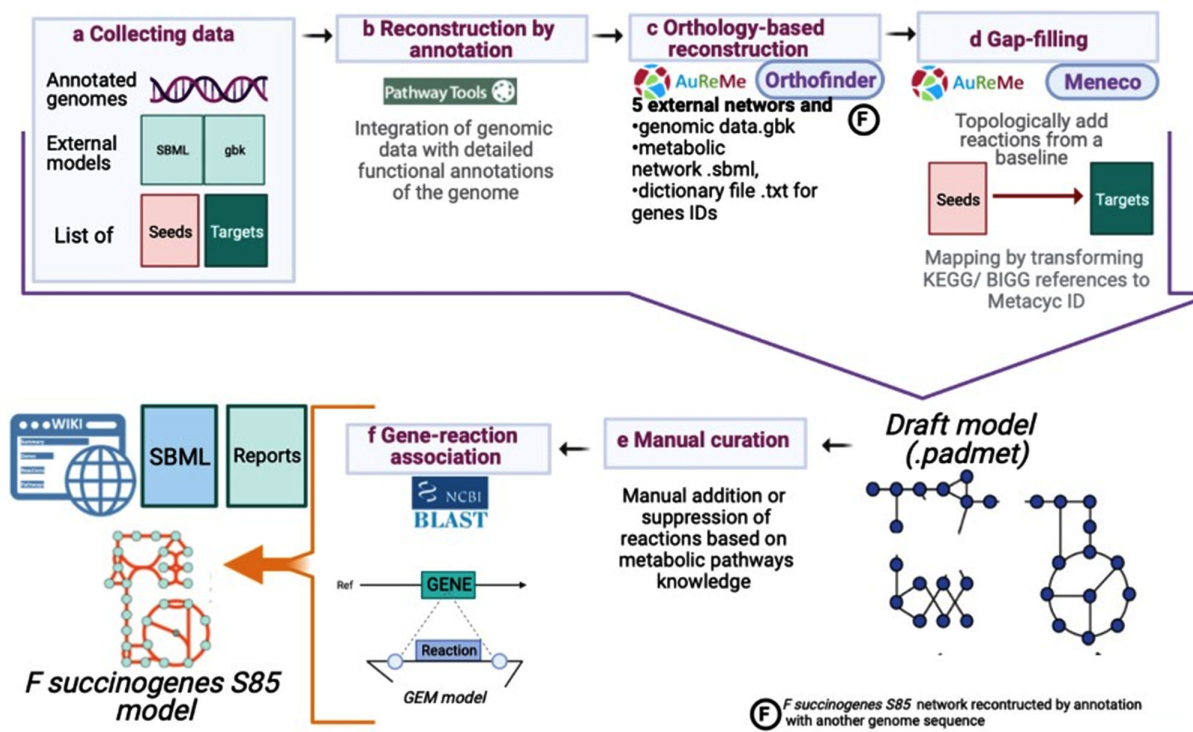 a Collecting data
Annotated
genomes
External
models
SBML
gbk
List of
Seeds
Targets
b Reconstruction by
annotation
Pathway Tools
Integration of genomic
data with detailed
functional annotations
of the genome
c Orthology-based
reconstruction
AuReMe
Orthofinder
5 external networs and
•genomic data.gbk
•metabolic
network .sbml,
•dictionary file .txt for
genes IDs
F
d Gap-filling
AuReMe
Meneco
Topologically add
reactions from a
baseline
Seeds
Targets
Mapping by transforming
KEGG/ BIGG references to
Metacyc ID
WIKI
Summary
Genes
Reactions
Pathways
SBML
Reports
F succinogenes S85
model
f Gene-reaction
association
NCBI
BLAST
Ref
GENE
Reaction
GEM model
e Manual curation
Manual addition or
suppression of
reactions based on
metabolic pathways
knowledge
Draft model
(.padmet)
F
F succinogenes S85 network recontructed by annotation
with another genome sequence